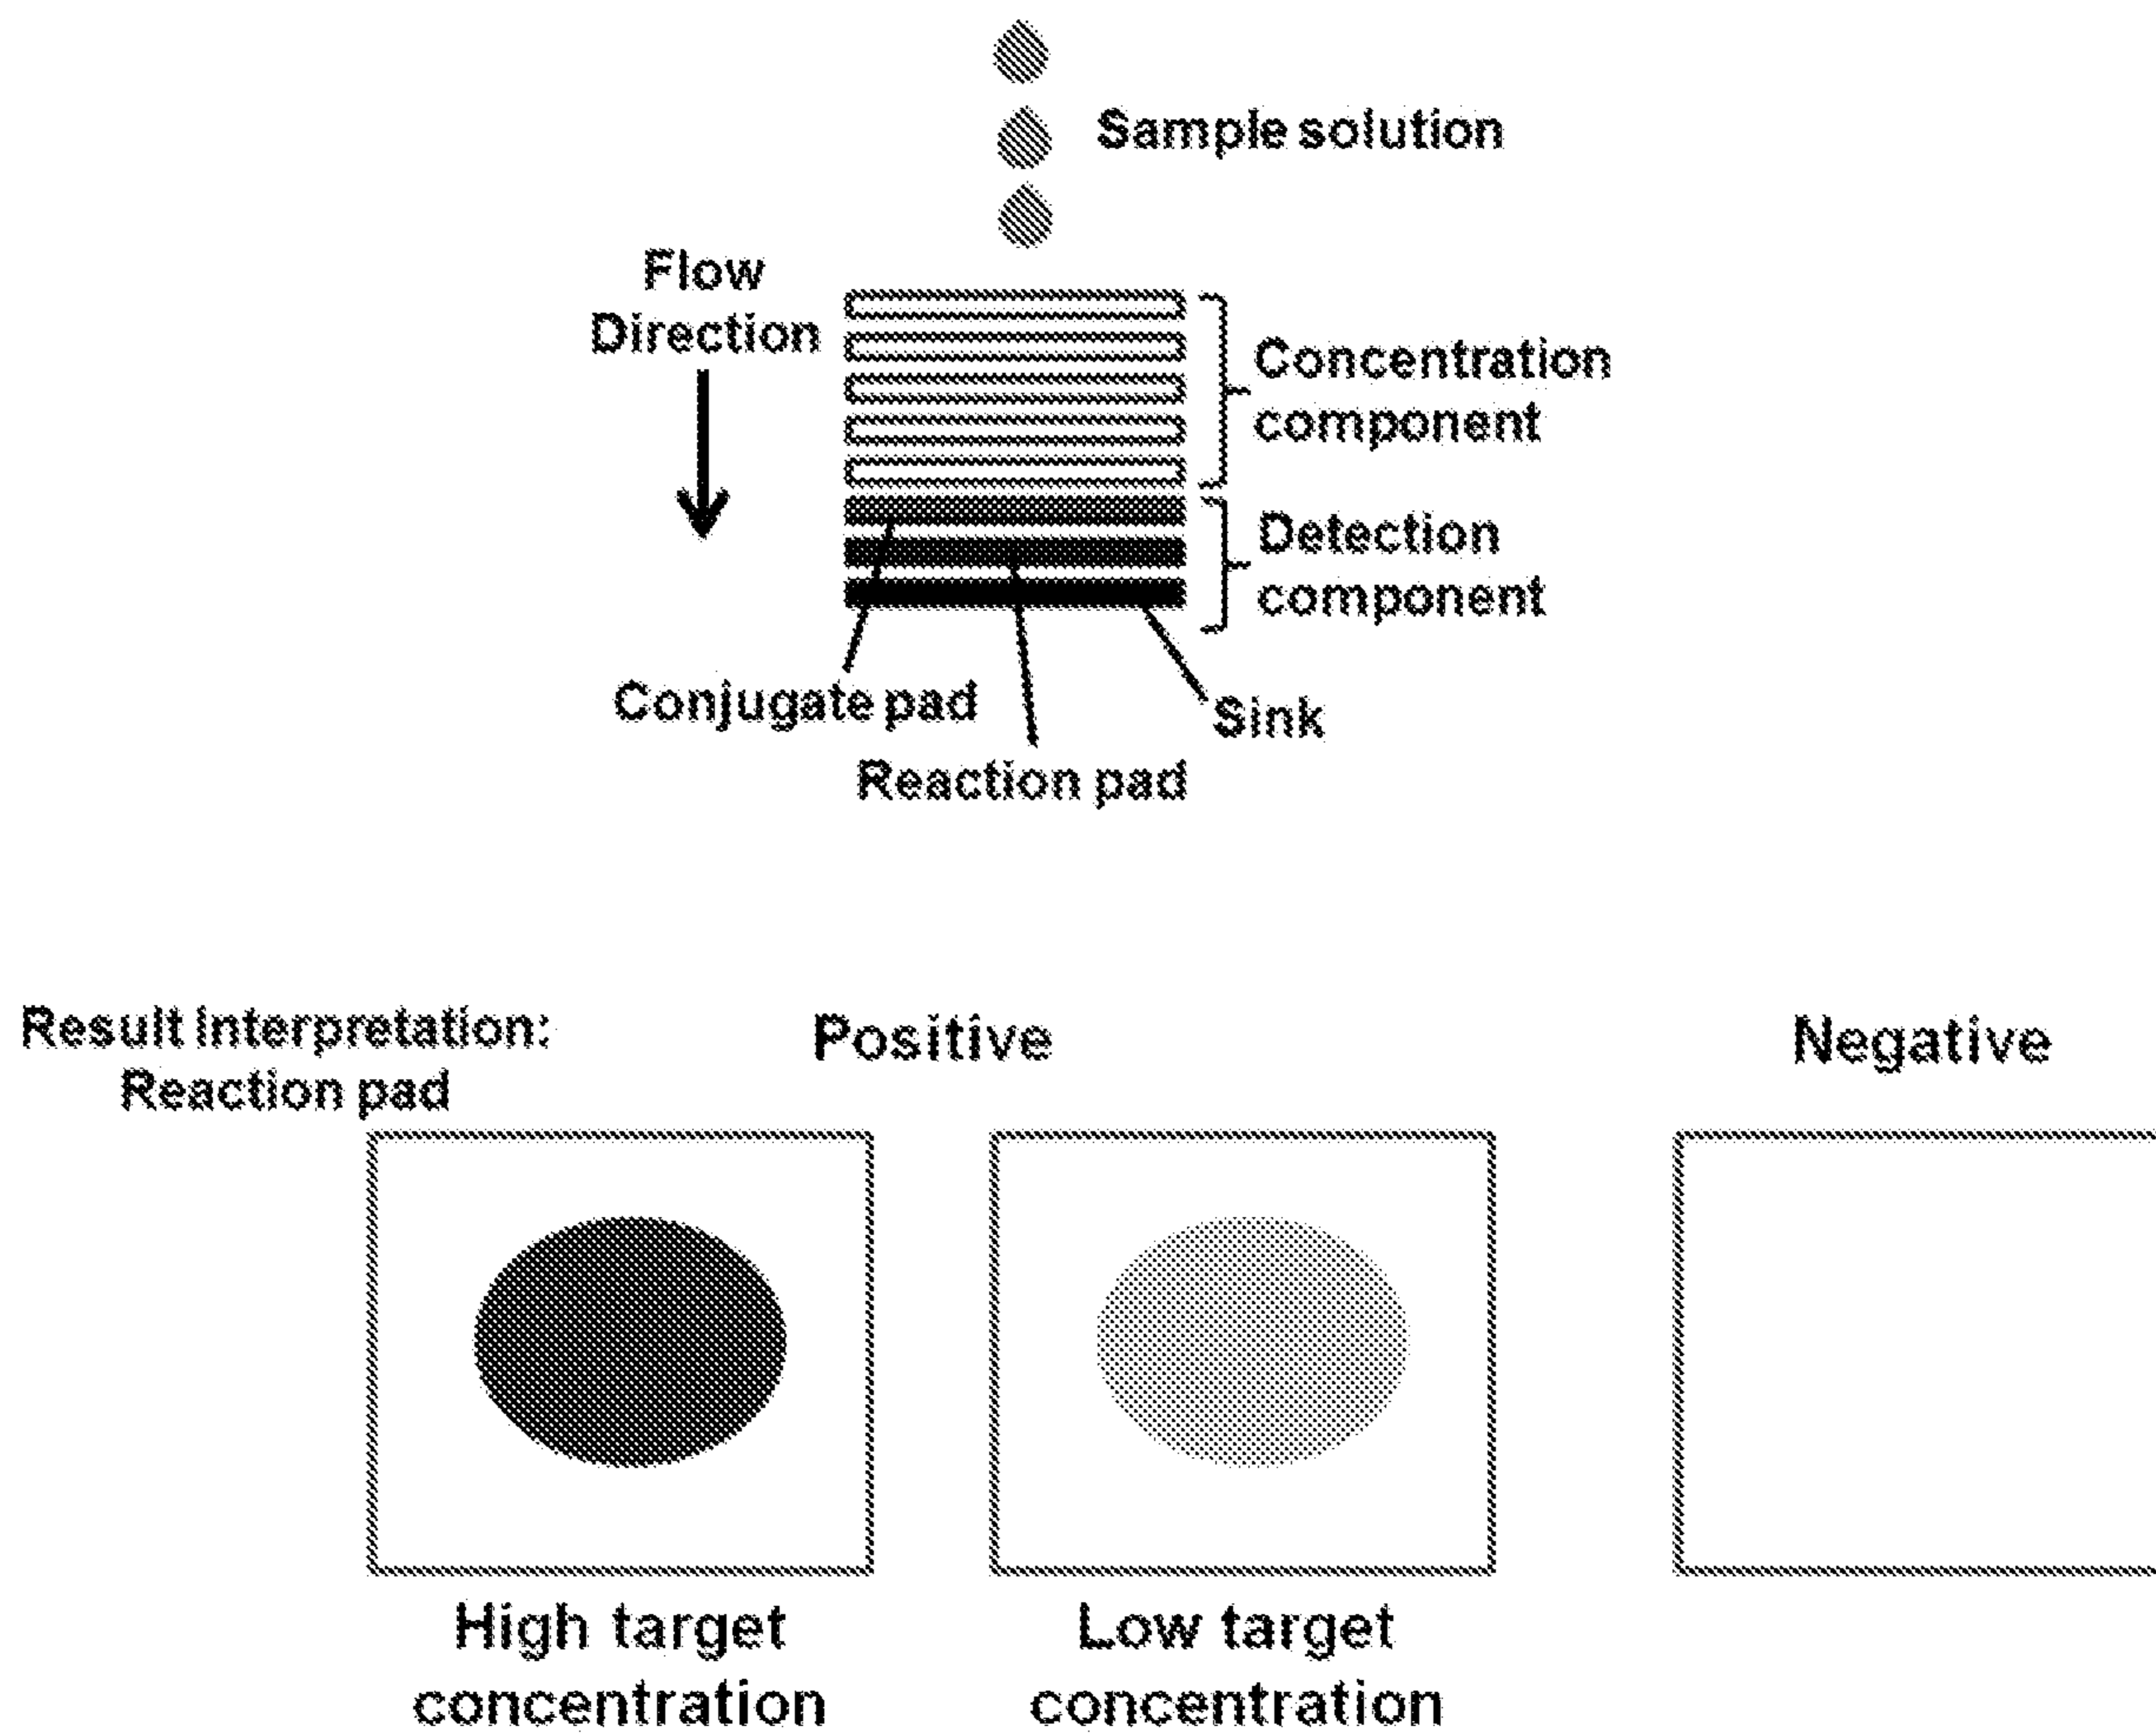 Sample solution
Flow
Direction
Concentration
component
Detection
component
Conjugate pad
Sink
Reaction pad
Result Interpretation:
Reaction pad
Positive
Negative
High target
concentration
Low target
concentration